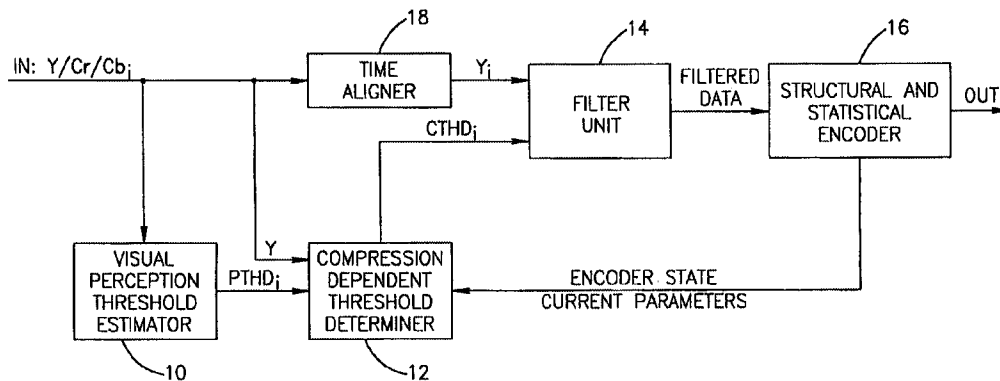 18
14
16
IN: Y/Cr/Cbi
TIME
ALIGNER
Yi
FILTER
UNIT
FILTERED
DATA
STRUCTURAL AND
STATISTICAL
ENCODER
OUT
CTHDi
VISUAL
PERCEPTION
THRESHOLD
ESTIMATOR
PTHDi
Y
COMPRESSION
DEPENDENT
THRESHOLD
DETERMINER
ENCODER STATE
CURRENT PARAMETERS
10
12